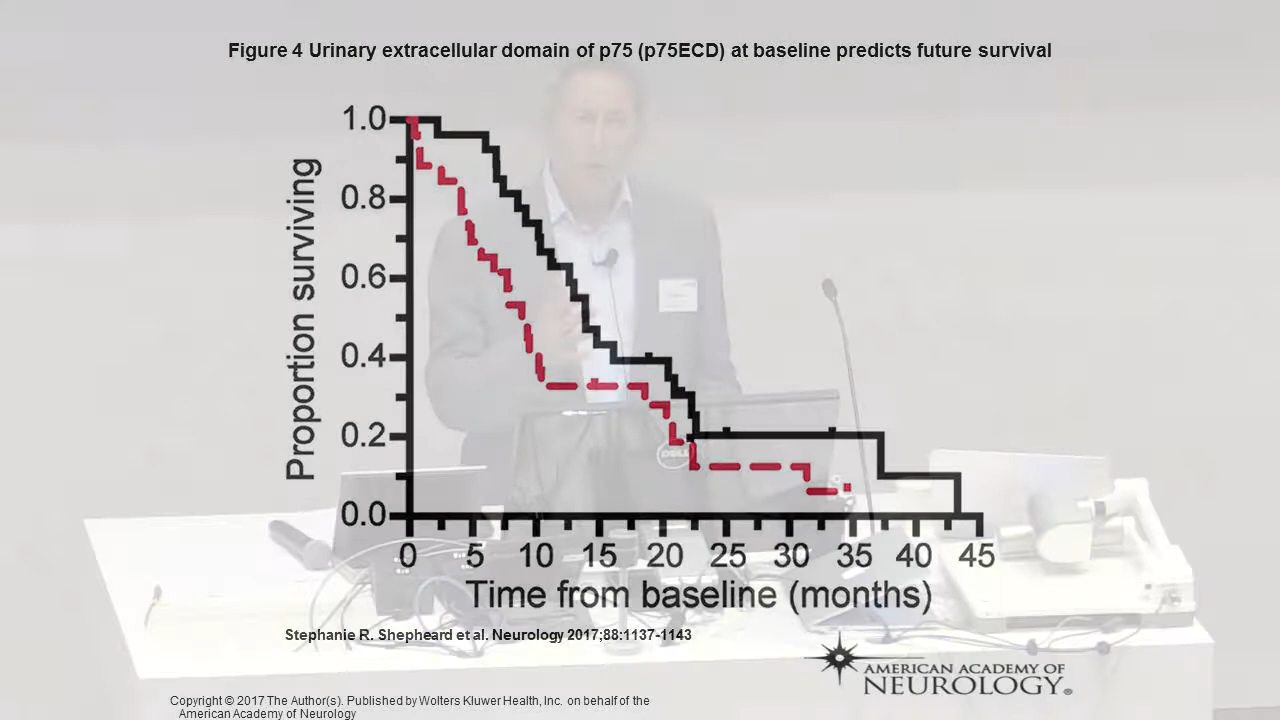 Figure 4 Urinary extracellular domain of p75 (p75ECD) at baseline predicts future survival
1.0
0.8
0.6
0.4
0.2
0.0
Proportion surviving
0 5 10 15 20 25 30 35 40 45
Time from baseline (months)
DELL
Stephanie R. Shepheard et al. Neurology 2017;88:1137-1143
AMERICAN ACADEMY OF
NEUROLOGY®
Copyright © 2017 The Author(s). Published by Wolters Kluwer Health, Inc. on behalf of the
American Academy of Neurology